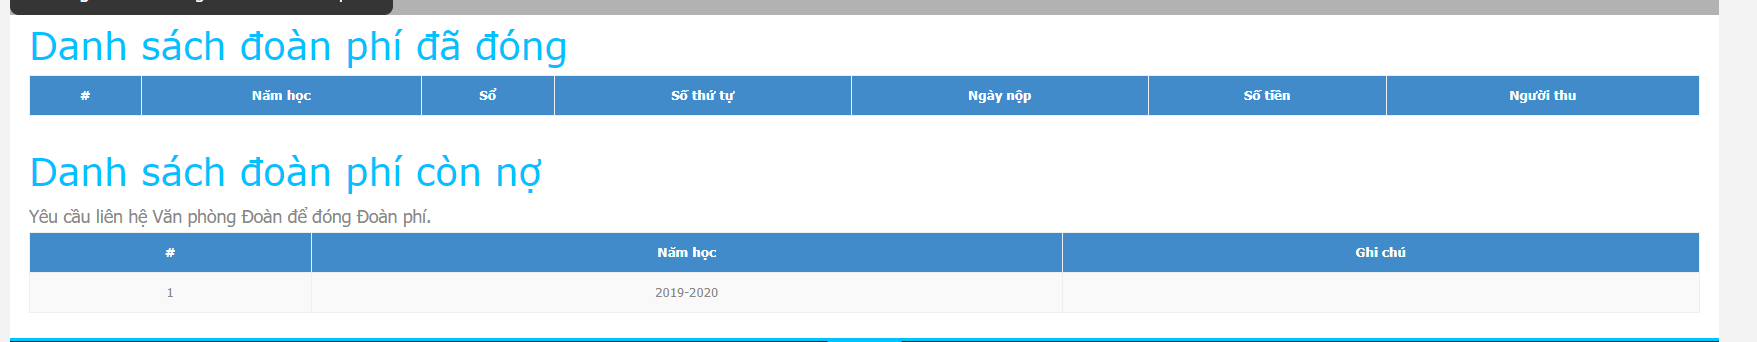 Danh sách đoàn phí đã đóng
# Năm học Sổ Số thứ tự Ngày nộp Số tiền Người thu
Danh sách đoàn phí còn nợ
Yêu cầu liên hệ Văn phòng Đoàn để đóng Đoàn phí.
# Năm học Ghi chú
1 2019-2020